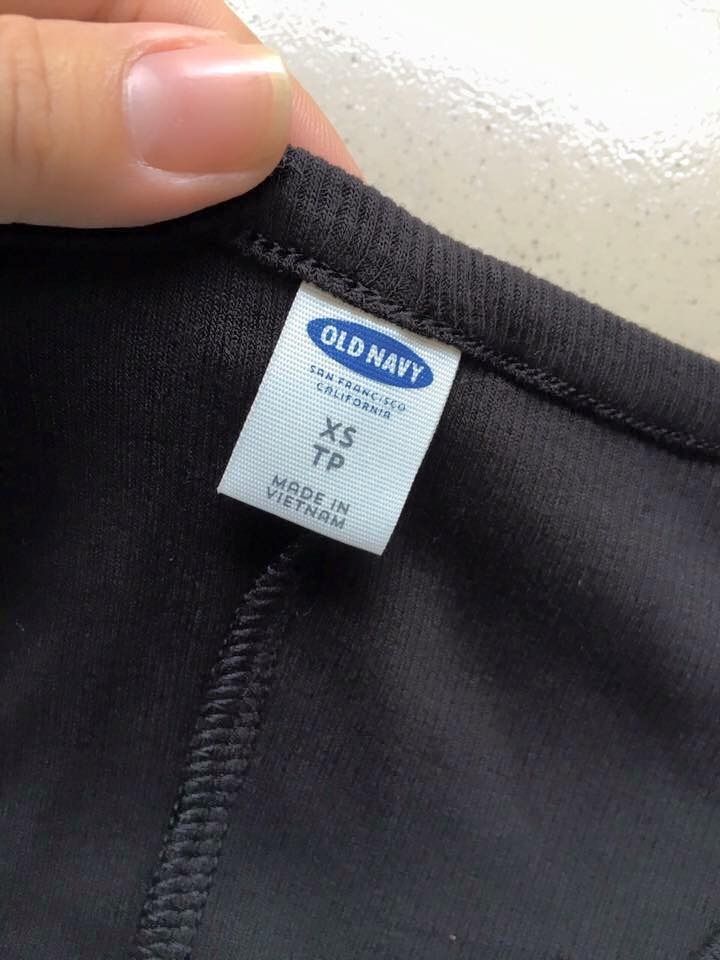 OLD NAVY
SAN FRANCISCO
CALIFORNIA
XS
TP
MADE IN
VIETNAM